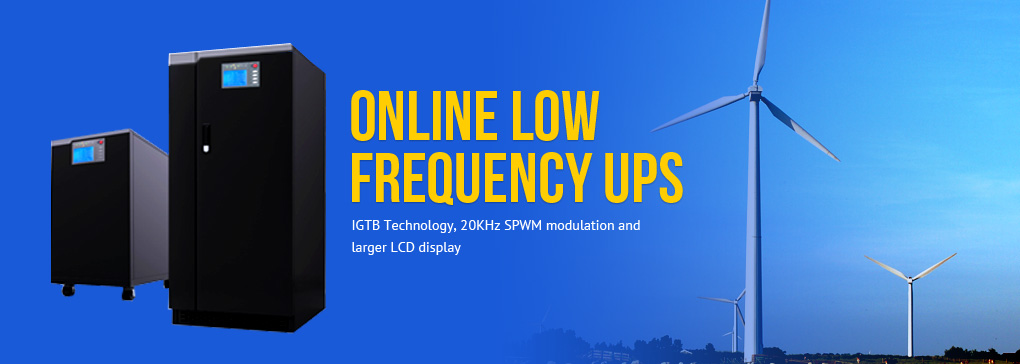 ONLINE LOW
FREQUENCY UPS
IGTB Technology, 20KHz SPWM modulation and
larger LCD display